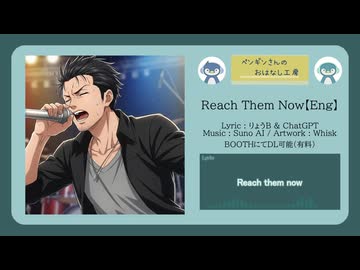 ペンギンさんの
おはなし工房
Reach Them Now【Eng】
Lyric : りょうB & ChatGPT
Music : Suno AI / Artwork : Whisk
BOOTHにてDL可能(有料)
Lyrics
Reach them now